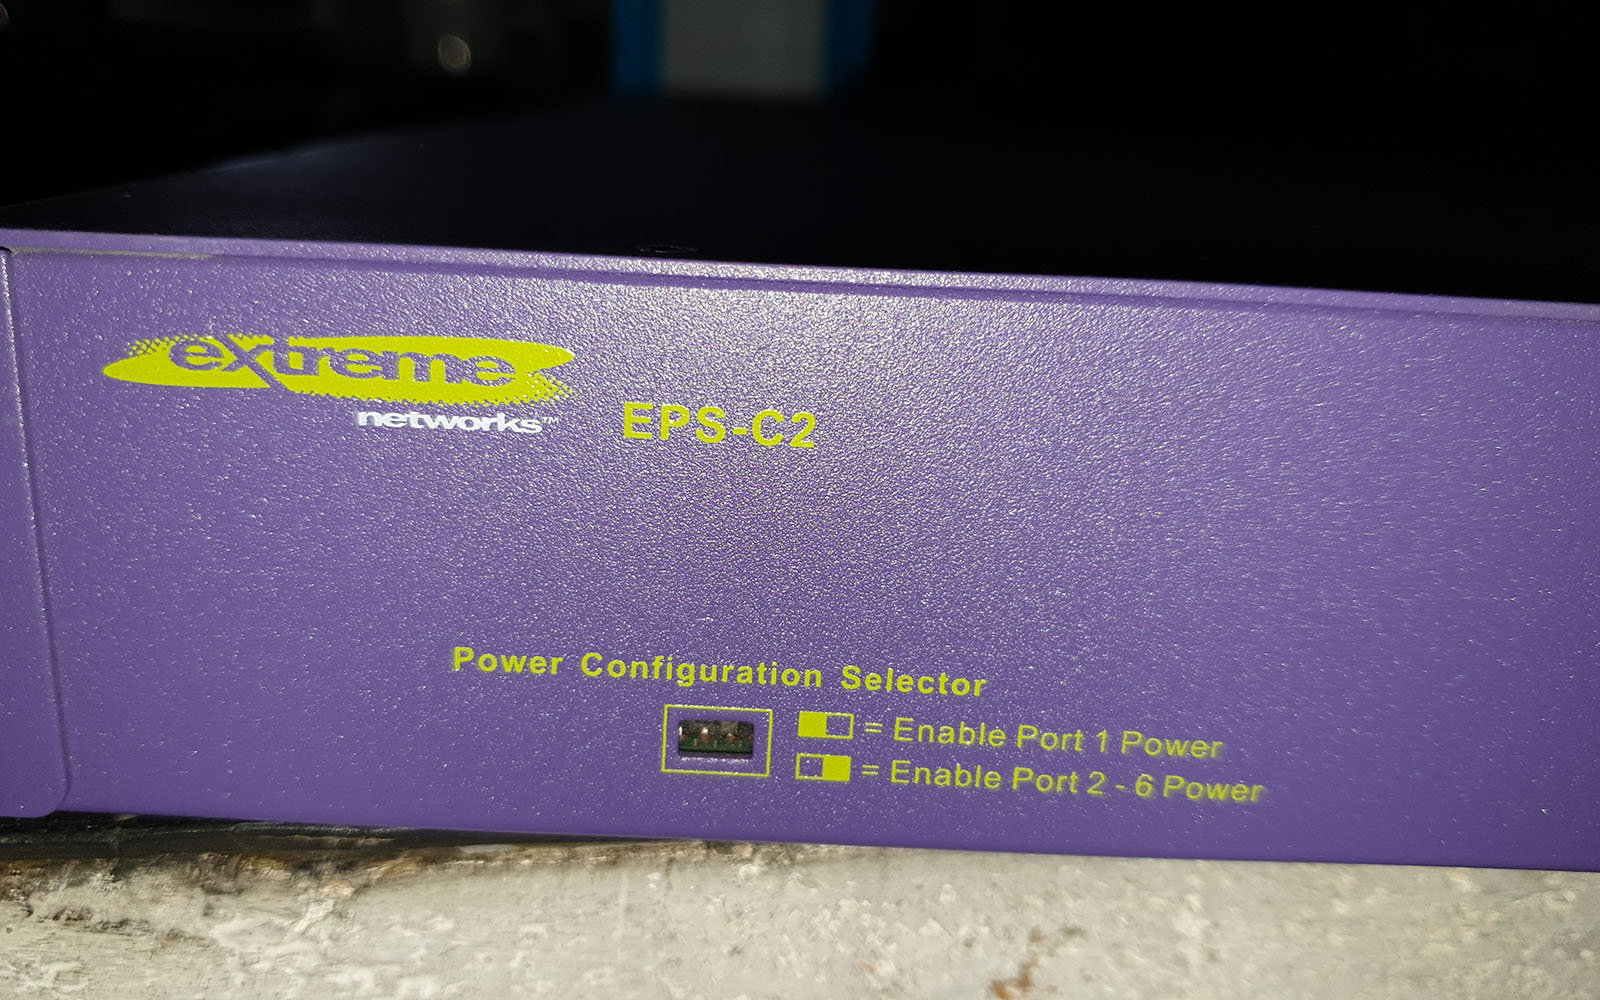 extreme
networks™
EPS-C2
Power Configuration Selector
= Enable Port 1 Power
= Enable Port 2 - 6 Power